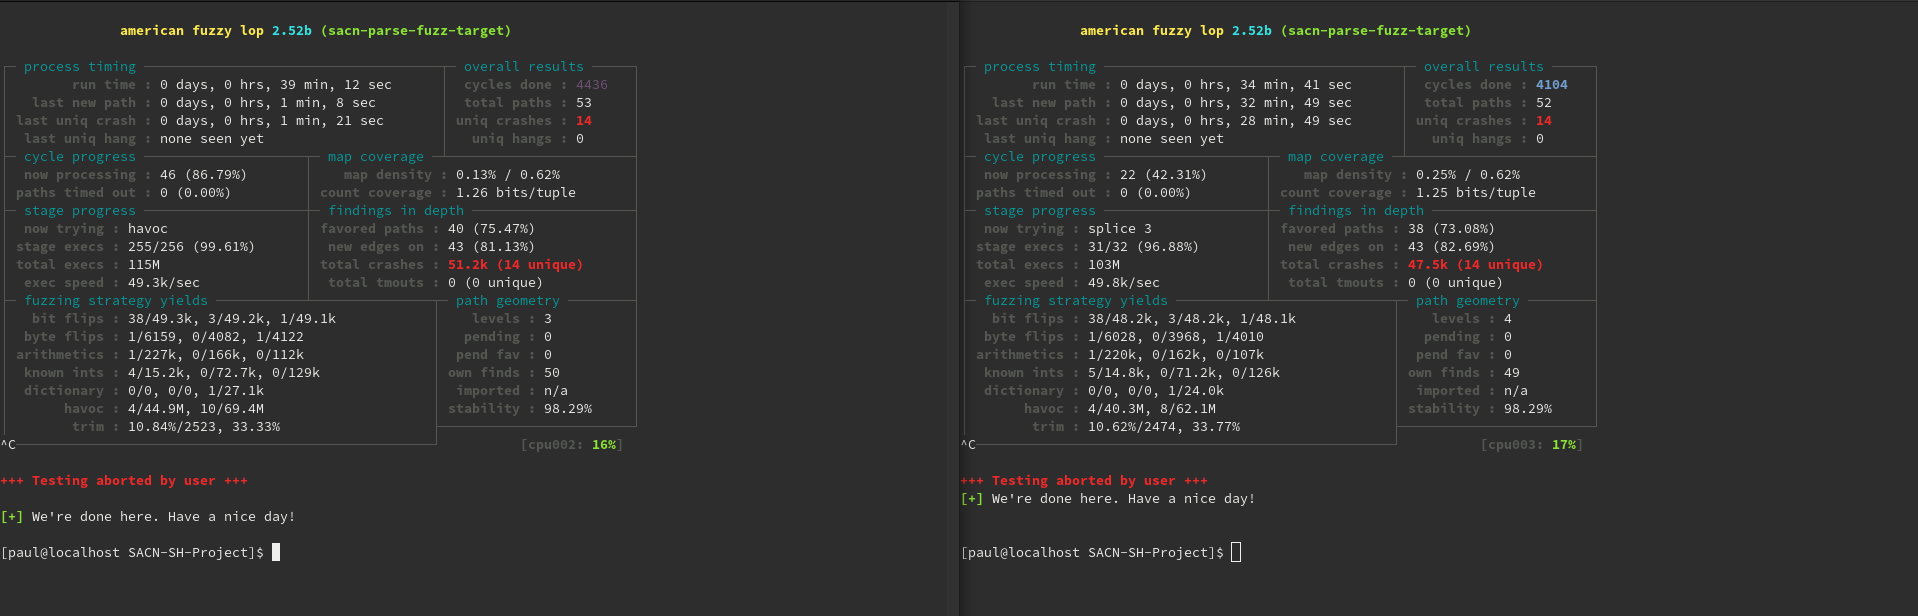 american fuzzy lop 2.52b (sacn-parse-fuzz-target)
process timing
overall results
run time : 0 days, 0 hrs, 39 min, 12 sec
cycles done : 4436
last new path : 0 days, 0 hrs, 1 min, 8 sec
total paths : 53
last uniq crash : 0 days, 0 hrs, 1 min, 21 sec
uniq crashes : 14
last uniq hang : none seen yet
uniq hangs : 0
cycle progress
map coverage
now processing : 46 (86.79%)
map density : 0.13% / 0.62%
paths timed out : 0 (0.00%)
count coverage : 1.26 bits/tuple
stage progress
findings in depth
now trying : havoc
favored paths : 40 (75.47%)
stage execs : 255/256 (99.61%)
new edges on : 43 (81.13%)
total execs : 115M
total crashes : 51.2k (14 unique)
exec speed : 49.3k/sec
total tmouts : 0 (0 unique)
fuzzing strategy yields
path geometry
bit flips : 38/49.3k, 3/49.2k, 1/49.1k
levels : 3
byte flips : 1/6159, 0/4082, 1/4122
pending : 0
arithmetics : 1/227k, 0/166k, 0/112k
pend fav : 0
known ints : 4/15.2k, 0/72.7k, 0/129k
own finds : 50
dictionary : 0/0, 0/0, 1/27.1k
imported : n/a
havoc : 4/44.9M, 10/69.4M
stability : 98.29%
trim : 10.84%/2523, 33.33%
^C
[cpu002: 16%]
+++ Testing aborted by user +++
[+] We're done here. Have a nice day!
[paul@localhost SACN-SH-Project]$
american fuzzy lop 2.52b (sacn-parse-fuzz-target)
process timing
overall results
run time : 0 days, 0 hrs, 34 min, 41 sec
cycles done : 4104
last new path : 0 days, 0 hrs, 32 min, 49 sec
total paths : 52
last uniq crash : 0 days, 0 hrs, 28 min, 49 sec
uniq crashes : 14
last uniq hang : none seen yet
uniq hangs : 0
cycle progress
map coverage
now processing : 22 (42.31%)
map density : 0.25% / 0.62%
paths timed out : 0 (0.00%)
count coverage : 1.25 bits/tuple
stage progress
findings in depth
now trying : splice 3
favored paths : 38 (73.08%)
stage execs : 31/32 (96.88%)
new edges on : 43 (82.69%)
total execs : 103M
total crashes : 47.5k (14 unique)
exec speed : 49.8k/sec
total tmouts : 0 (0 unique)
fuzzing strategy yields
path geometry
bit flips : 38/48.2k, 3/48.2k, 1/48.1k
levels : 4
byte flips : 1/6028, 0/3968, 1/4010
pending : 0
arithmetics : 1/220k, 0/162k, 0/107k
pend fav : 0
known ints : 5/14.8k, 0/71.2k, 0/126k
own finds : 49
dictionary : 0/0, 0/0, 1/24.0k
imported : n/a
havoc : 4/40.3M, 8/62.1M
stability : 98.29%
trim : 10.62%/2474, 33.77%
^C
[cpu003: 17%]
+++ Testing aborted by user +++
[+] We're done here. Have a nice day!
[paul@localhost SACN-SH-Project]$